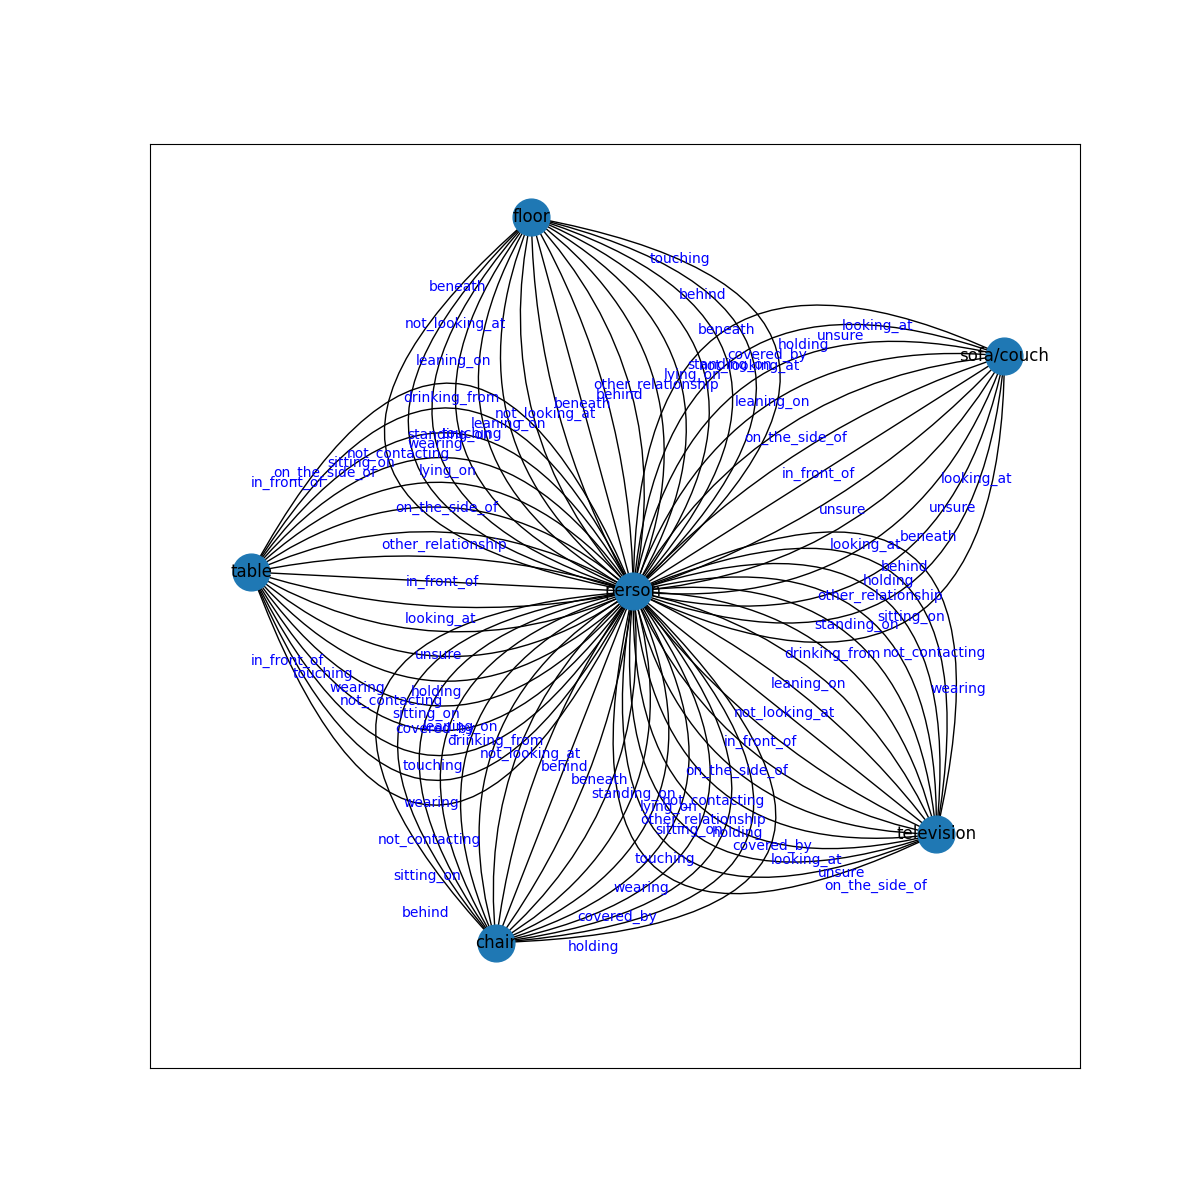 floor
touching
beneath
behind
not_looking_at
looking_at
beneath
unsure
holding
covered_by
sofa/couch
leaning_on
standing_on
not_looking_at
lying_on
other_relationship
behind
drinking_from
leaning_on
beneath
not_looking_at
leaning_on
standing_on
touching
on_the_side_of
wearing
not_contacting
sitting_on
lying_on
on_the_side_of
in_front_of
in_front_of
looking_at
on_the_side_of
unsure
unsure
beneath
other_relationship
looking_at
behind
table
in_front_of
holding
person
other_relationship
looking_at
sitting_on
standing_on
unsure
drinking_from
not_contacting
in_front_of
touching
leaning_on
wearing
wearing
holding
not_contacting
sitting_on
not_looking_at
covered_by
leaning_on
drinking_from
in_front_of
not_looking_at
touching
behind
on_the_side_of
beneath
standing_on
wearing
lying_on
not_contacting
other_relationship
sitting_on
holding
television
not_contacting
covered_by
touching
looking_at
sitting_on
unsure
wearing
on_the_side_of
behind
covered_by
chair
holding